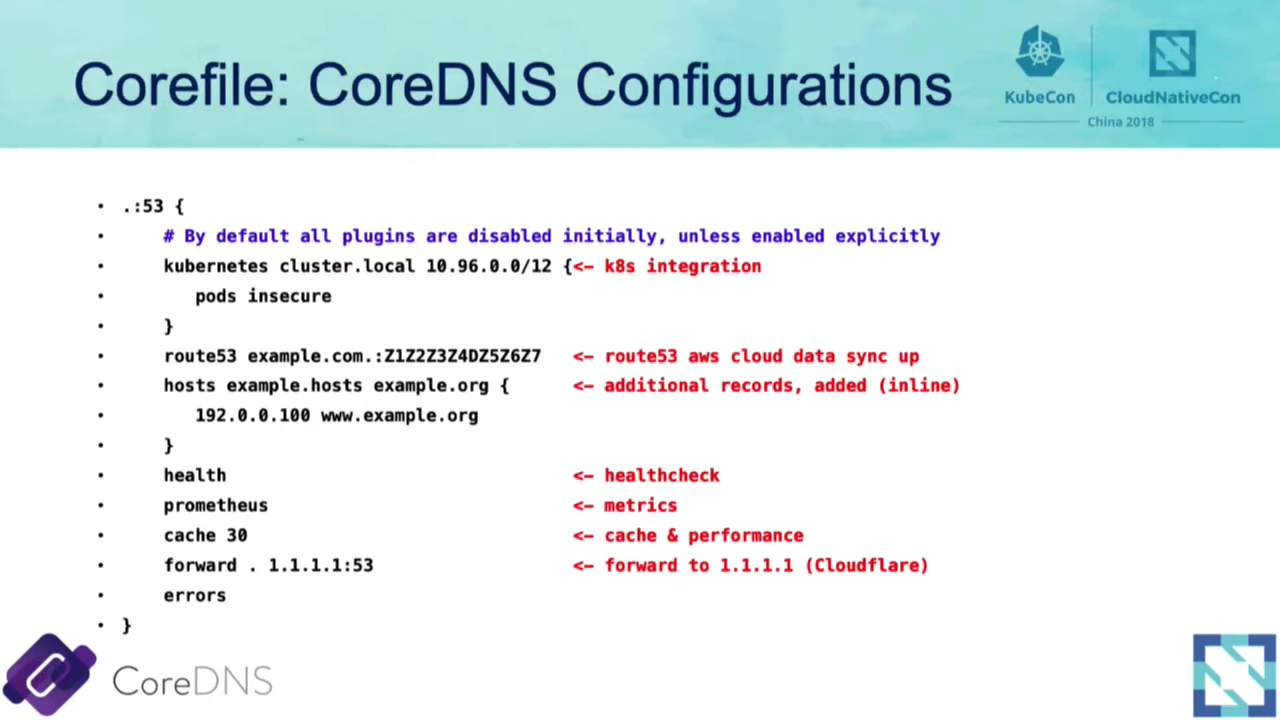 Corefile: CoreDNS Configurations
KubeCon
CloudNativeCon
China 2018
• .:53 {
• # By default all plugins are disabled initially, unless enabled explicitly
• kubernetes cluster.local 10.96.0.0/12 {<- k8s integration
• pods insecure
• }
• route53 example.com.:Z1Z2Z3Z4DZ5Z6Z7 <- route53 aws cloud data sync up
• hosts example.hosts example.org { <- additional records, added (inline)
• 192.0.0.100 www.example.org
• }
• health <- healthcheck
• prometheus <- metrics
• cache 30 <- cache & performance
• forward . 1.1.1.1:53 <- forward to 1.1.1.1 (Cloudflare)
• errors
• }
CoreDNS